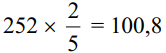 252 × 2/5 = 100,8